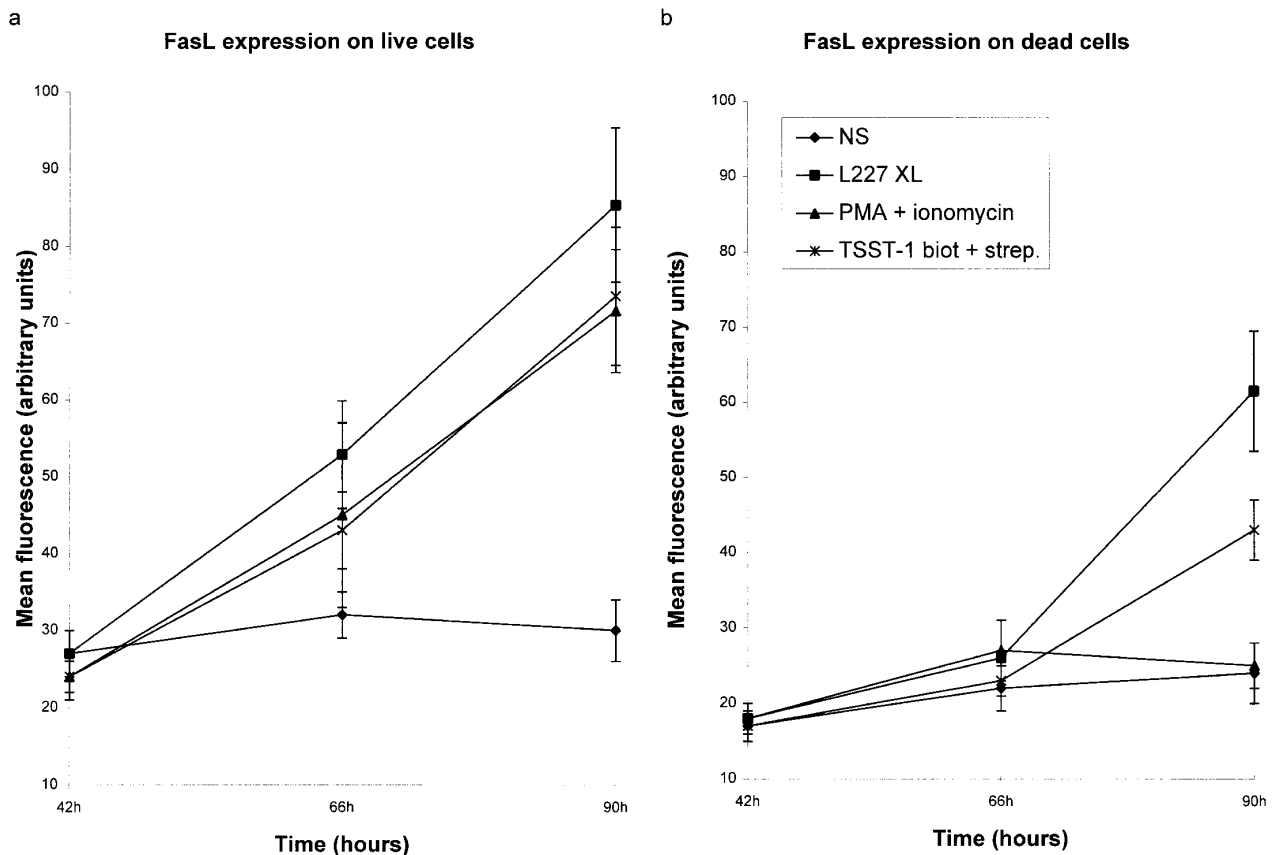 a
FasL expression on live cells
Mean fluorescence (arbitrary units)
100
90
80
70
60
50
40
30
20
10
42h
66h
90h
Time (hours)
b
FasL expression on dead cells
Mean fluorescence (arbitrary units)
100
90
80
70
60
50
40
30
20
10
NS
L227 XL
PMA + ionomycin
TSST-1 biot + strep.
42h
66h
90h
Time (hours)